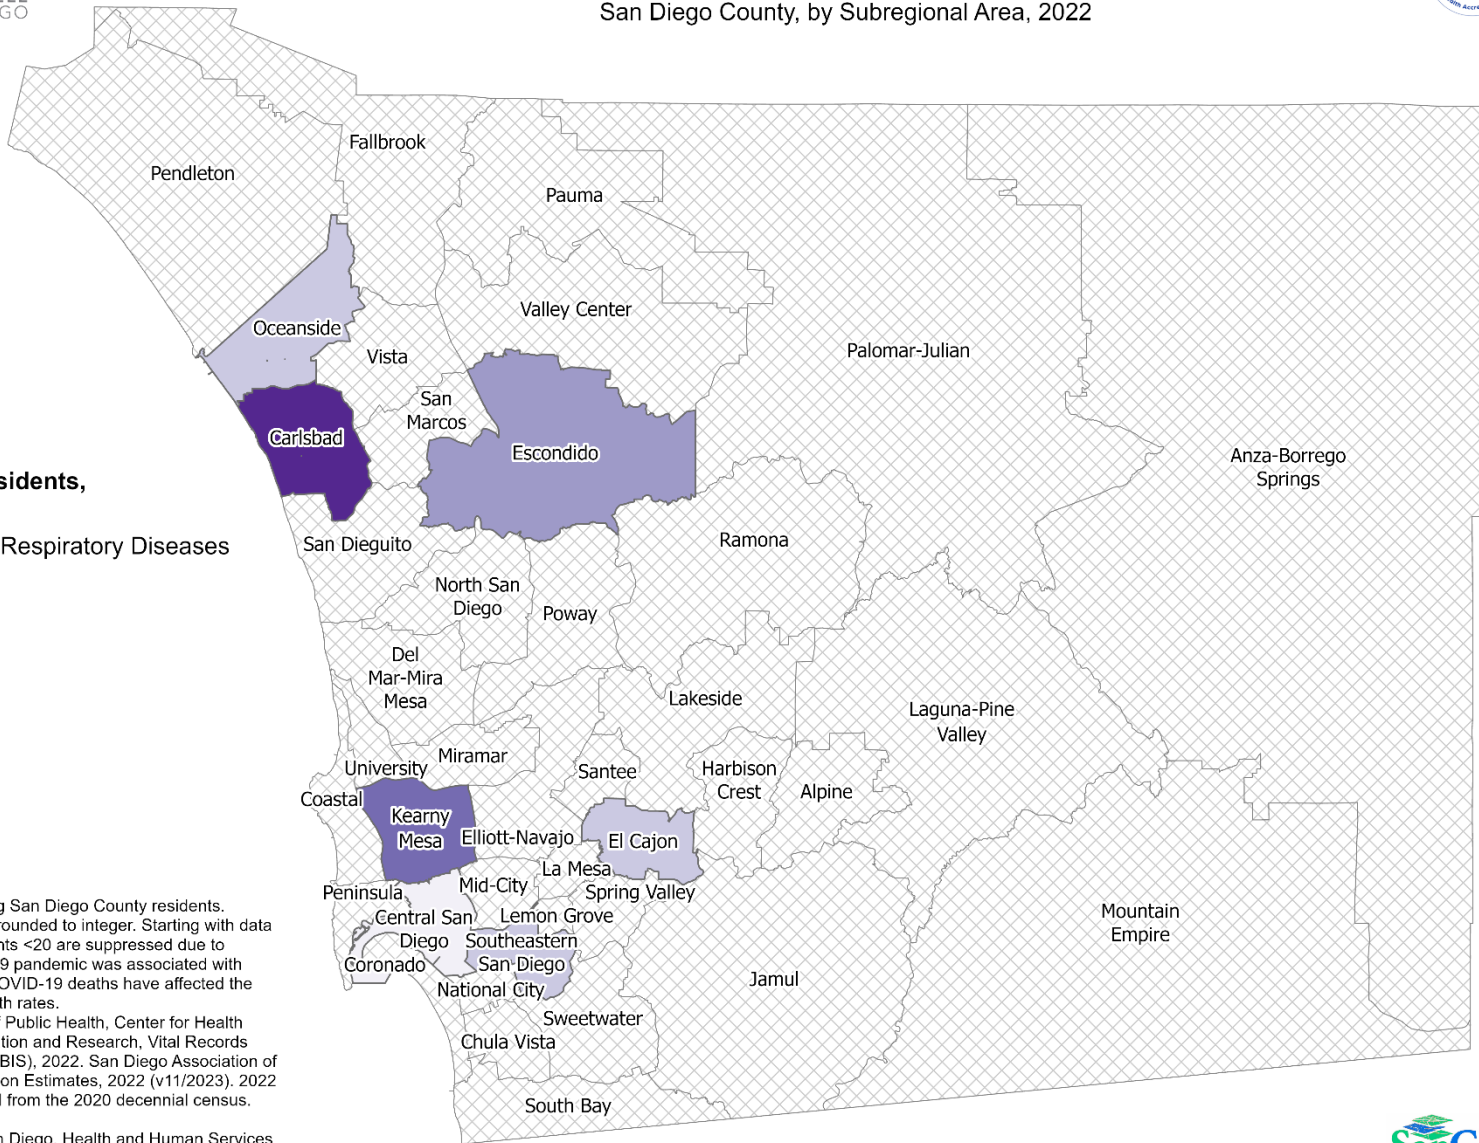 GO
San Diego County, by Subregional Area, 2022
Health Accre
Fallbrook
Pendleton
Pauma
Valley Center
Oceanside
Vista
Palomar-Julian
San
Marcos
Carlsbad
Escondido
Anza-Borrego
Springs
sidents,
Respiratory Diseases
San Dieguito
Ramona
North San
Diego
Poway
Del
Mar-Mira
Mesa
Lakeside
Laguna-Pine
Valley
Miramar
University
Santee
Harbison
Crest
Alpine
Coastal
Kearny
Mesa
Elliott-Navajo
El Cajon
La Mesa
Peninsula
Mid-City
Spring Valley
Central San
Diego
Lemon Grove
Mountain
Empire
Southeastern
San Diego
Coronado
Jamul
National City
Sweetwater
Chula Vista
South Bay
g San Diego County residents.
rounded to integer. Starting with data
nts <20 are suppressed due to
9 pandemic was associated with
OVID-19 deaths have affected the
th rates.
f Public Health, Center for Health
tion and Research, Vital Records
BIS), 2022. San Diego Association of
on Estimates, 2022 (v11/2023). 2022
l from the 2020 decennial census.
n Diego, Health and Human Services